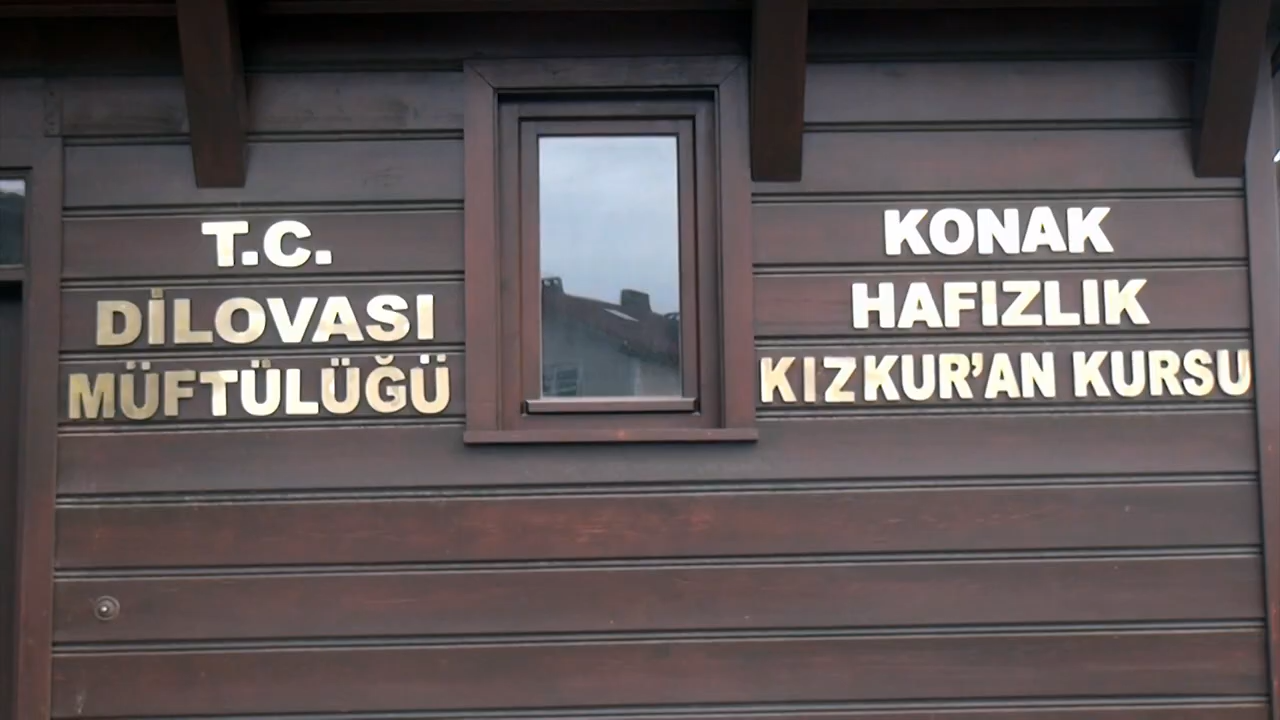 T.C.
DİLOVASI
MÜFTÜLÜĞÜ
KONAK
HAFIZLIK
KIZKUR'AN KURSU